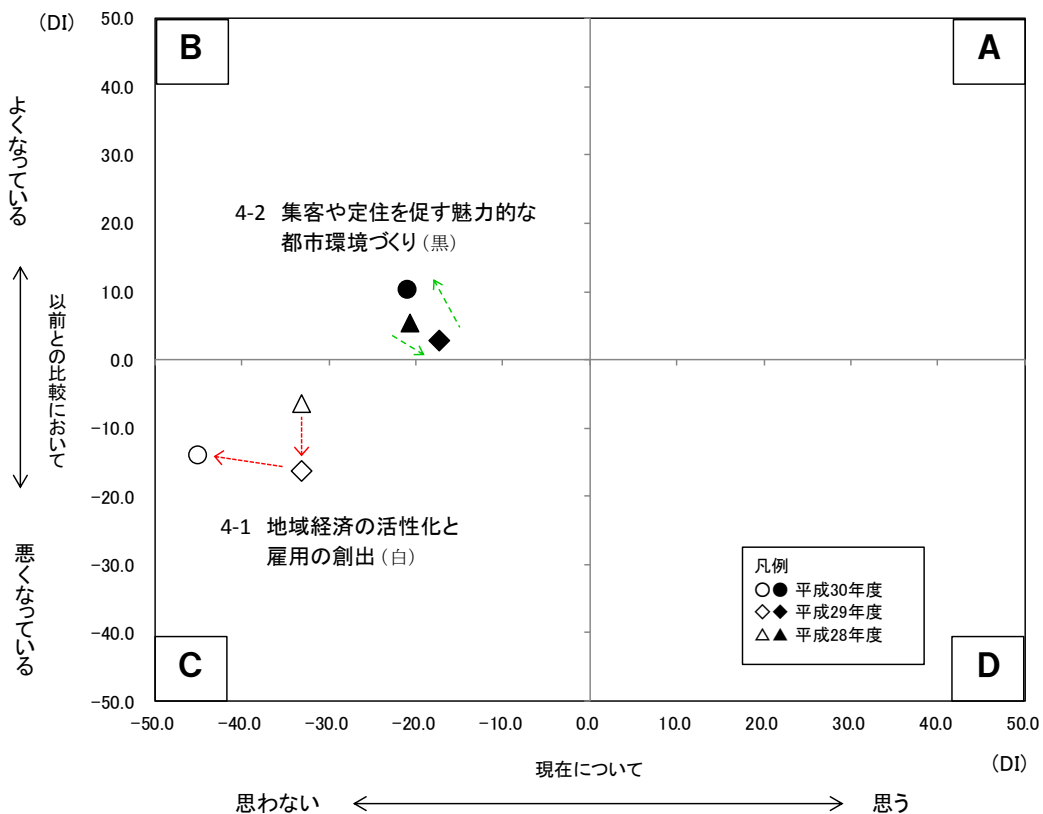 (DI)
50.0
40.0
30.0
20.0
10.0
0.0
−10.0
−20.0
−30.0
−40.0
−50.0
B
A
C
D
よくなっている
以前との比較において
悪くなっている
4-2 集客や定住を促す魅力的な
都市環境づくり（黒）
4-1 地域経済の活性化と
雇用の創出（白）
凡例
○●平成30年度
◇◆平成29年度
△▲平成28年度
-50.0 -40.0 -30.0 -20.0 -10.0 0.0 10.0 20.0 30.0 40.0 50.0
現在について
(DI)
思わない
思う